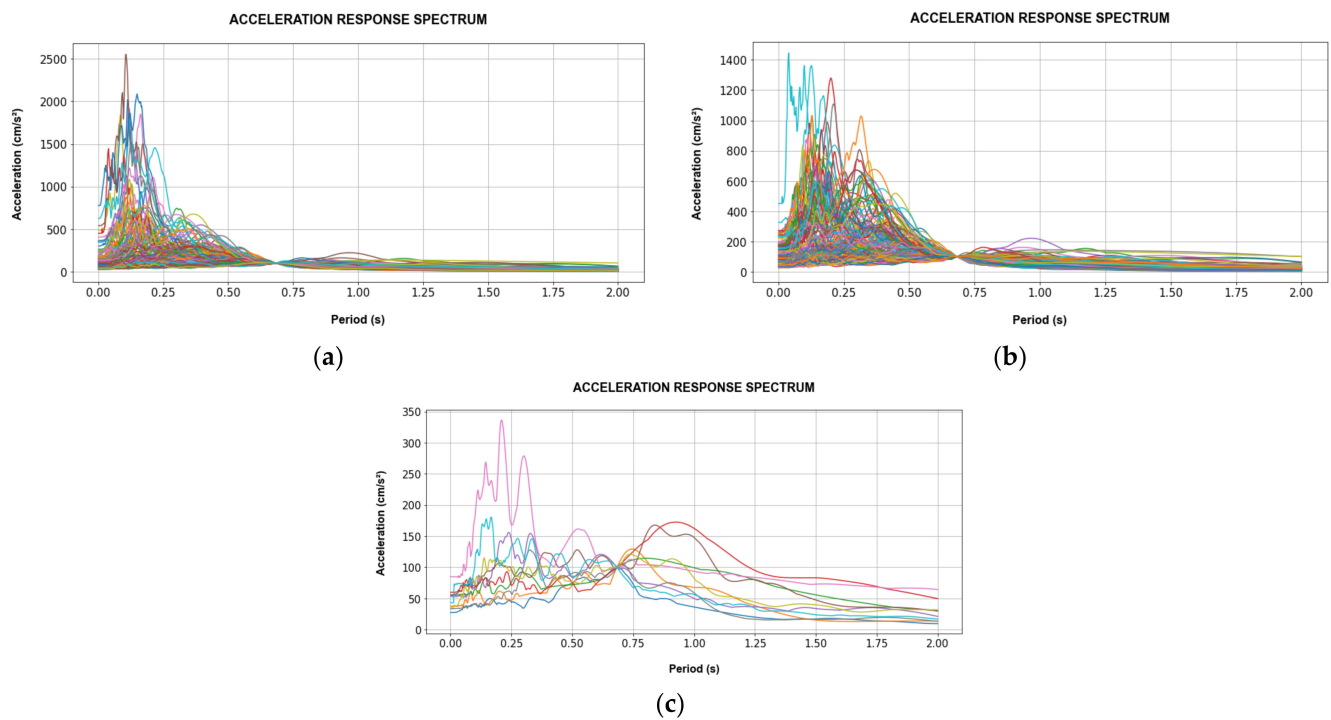 ACCELERATION RESPONSE SPECTRUM
Acceleration (cm/s²)
2500
2000
1500
1000
500
0
0.00 0.25 0.50 0.75 1.00 1.25 1.50 1.75 2.00
Period (s)
(a)
ACCELERATION RESPONSE SPECTRUM
Acceleration (cm/s²)
1400
1200
1000
800
600
400
200
0
0.00 0.25 0.50 0.75 1.00 1.25 1.50 1.75 2.00
Period (s)
(b)
ACCELERATION RESPONSE SPECTRUM
Acceleration (cm/s²)
350
300
250
200
150
100
50
0
0.00 0.25 0.50 0.75 1.00 1.25 1.50 1.75 2.00
Period (s)
(c)